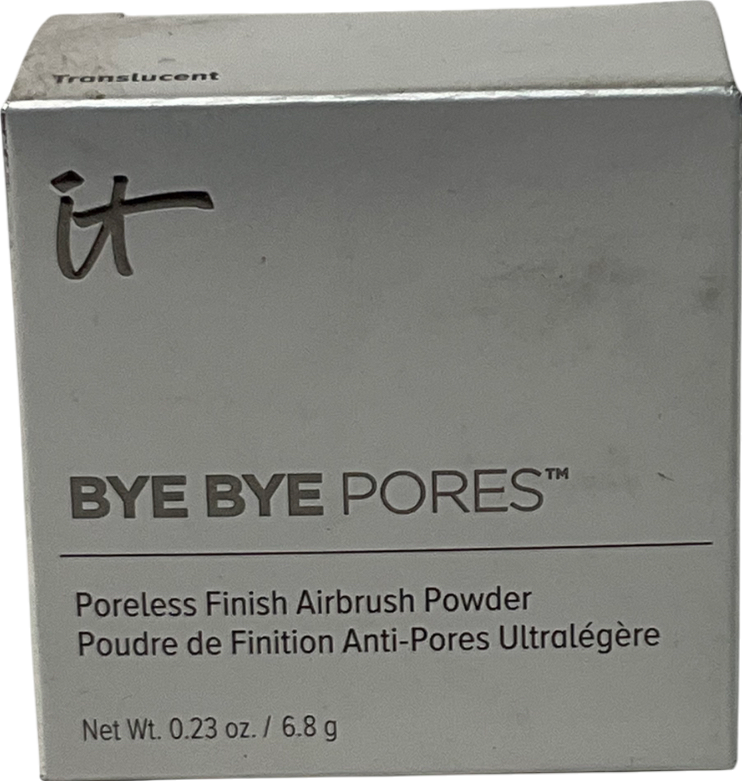 Translucent
it
BYE BYE PORES™
Poreless Finish Airbrush Powder
Poudre de Finition Anti-Pores Ultralégère
Net Wt. 0.23 oz. / 6.8 g